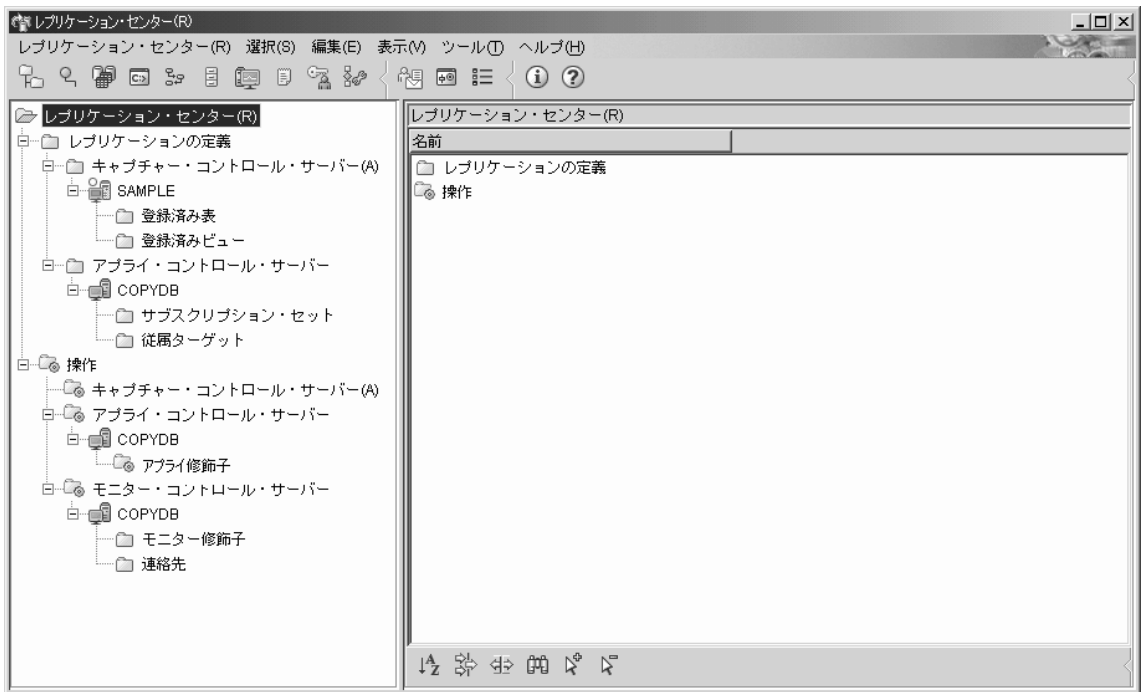 レプリケーション・センター(R)
レプリケーション・センター(R) 選択(S) 編集(E) 表示(V) ツール(T) ヘルプ(H)
レプリケーション・センター(R)
レプリケーションの定義
キャプチャー・コントロール・サーバー(A)
SAMPLE
登録済み表
登録済みビュー
アプライ・コントロール・サーバー
COPYDB
サブスクリプション・セット
従属ターゲット
操作
キャプチャー・コントロール・サーバー(A)
アプライ・コントロール・サーバー
COPYDB
アプライ修飾子
モニター・コントロール・サーバー
COPYDB
モニター修飾子
連絡先
レプリケーション・センター(R)
名前
レプリケーションの定義
操作